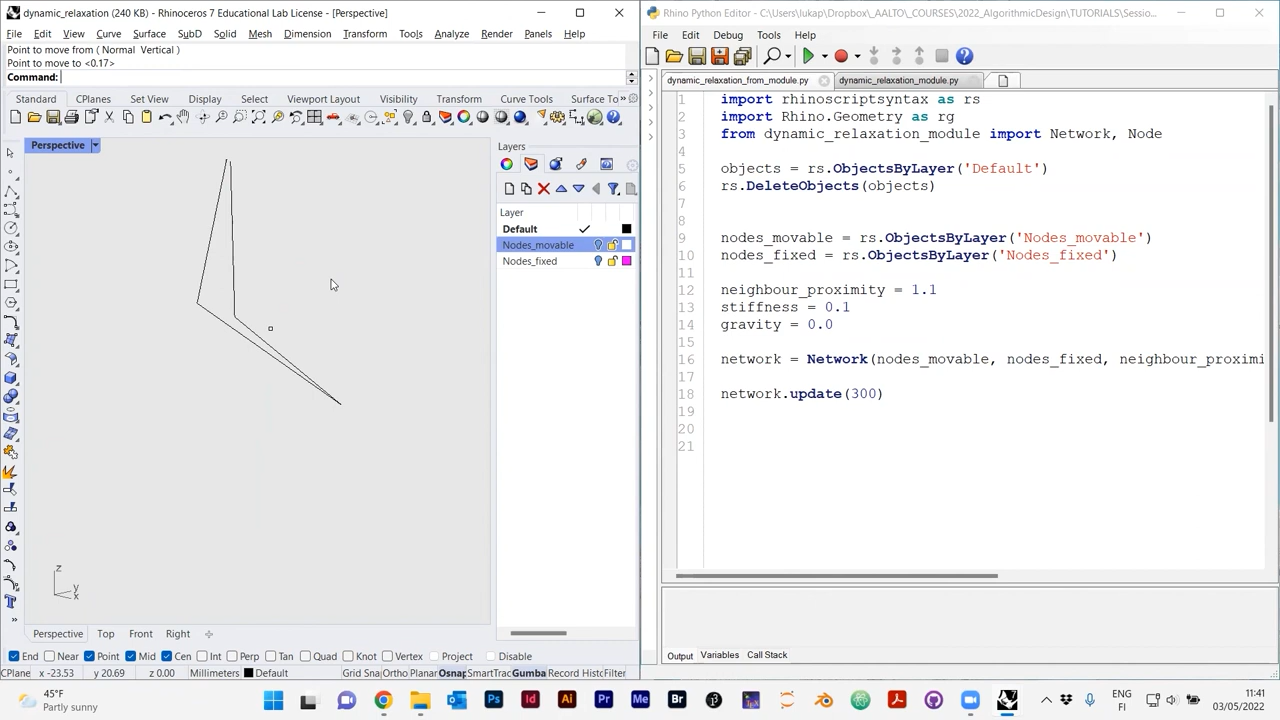 dynamic_relaxation (240 KB) - Rhinoceros 7 Educational Lab License - [Perspective]
File Edit View Curve Surface SubD Solid Mesh Dimension Transform Tools Analyze Render Panels Help
Point to move from ( Normal Vertical )
Point to move to <0.17>
Command:
Standard CPlanes Set View Display Select Viewport Layout Visibility Transform Curve Tools Surface To
Perspective
z
y
x
Layers
Layer
Default
Nodes_movable
Nodes_fixed
Perspective Top Front Right
End Near Point Mid Cen Int Perp Tan Quad Knot Vertex Project Disable
CPlane x -23.53 y 20.69 z 0.00 Millimeters Default Grid Sna Ortho Planar Osnap SmartTrac Gumba Record Histo Filter
Rhino Python Editor - C:\Users\lukap\Dropbox\_AALTO\_COURSES\2022_AlgorithmicDesign\TUTORIALS\Sessio...
File Edit Debug Tools Help
dynamic_relaxation_from_module.py dynamic_relaxation_module.py
1 import rhinoscriptsyntax as rs
2 import Rhino.Geometry as rg
3 from dynamic_relaxation_module import Network, Node
4
5 objects = rs.ObjectsByLayer('Default')
6 rs.DeleteObjects(objects)
7
8
9 nodes_movable = rs.ObjectsByLayer('Nodes_movable')
10 nodes_fixed = rs.ObjectsByLayer('Nodes_fixed')
11
12 neighbour_proximity = 1.1
13 stiffness = 0.1
14 gravity = 0.0
15
16 network = Network(nodes_movable, nodes_fixed, neighbour_proximi
17
18 network.update(300)
19
20
21
Output Variables Call Stack
45°F
Partly sunny
Ps Id Ai Pr Me Br
ENG
FI
11:41
03/05/2022